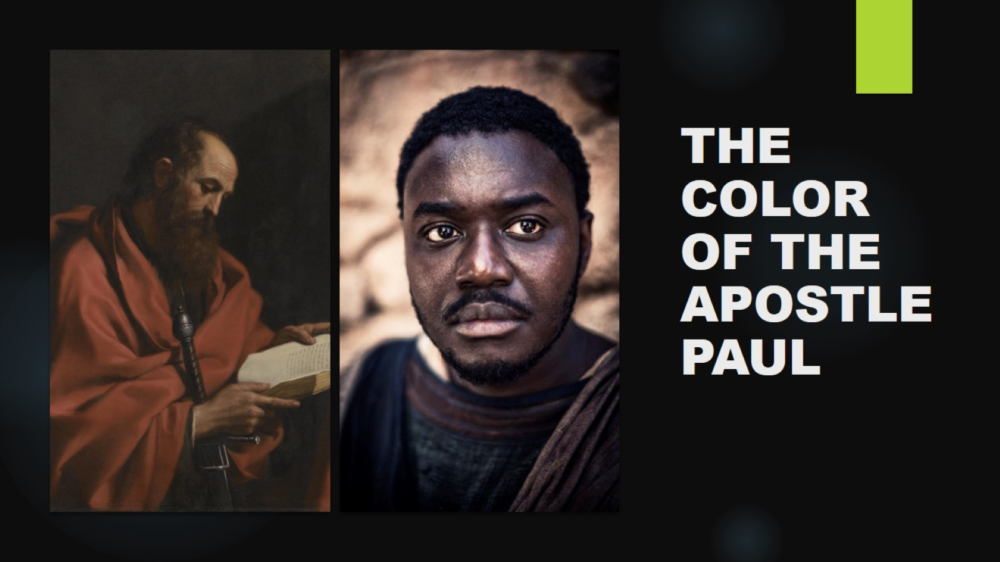 THE
COLOR
OF THE
APOSTLE
PAUL